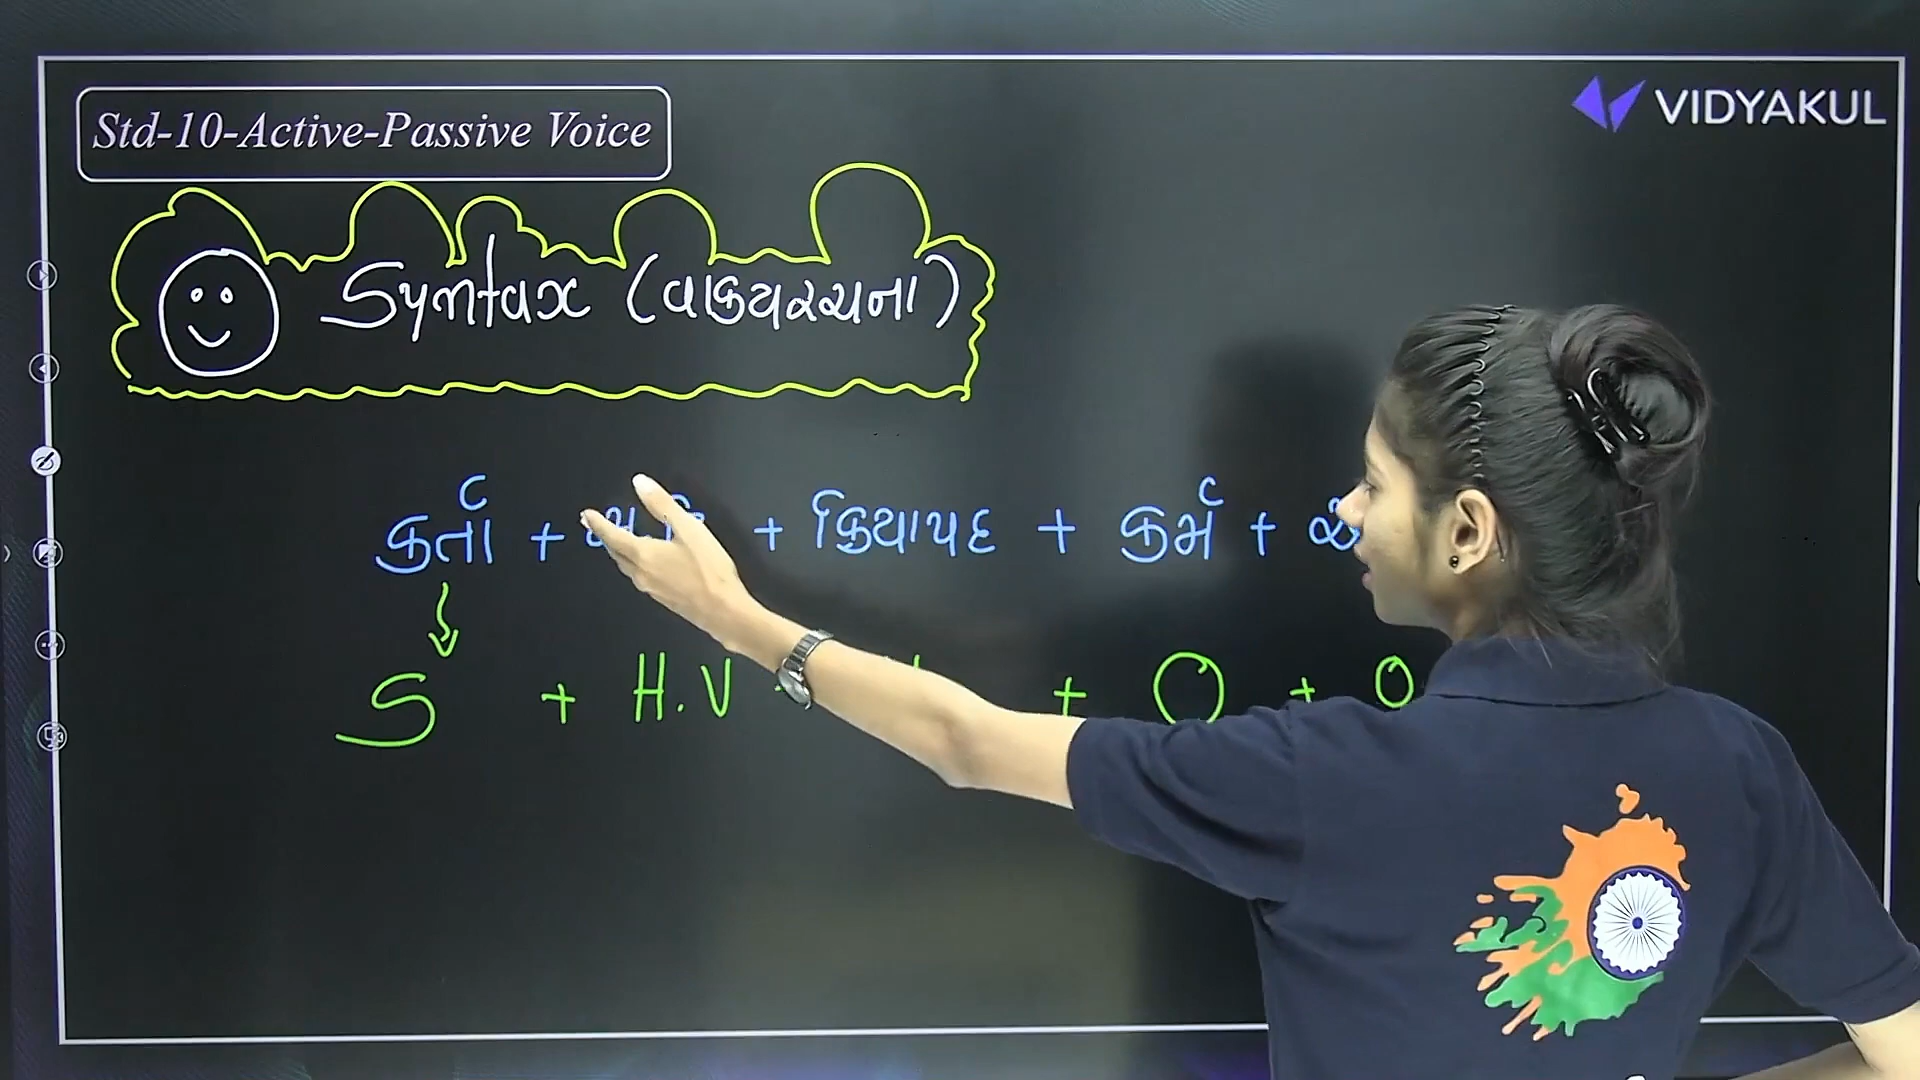 Std-10-Active-Passive Voice
VIDYAKUL
Syntax (વાક્યરચના)
કર્તા + + ક્રિયાપદ + કર્મ +
S + H.V + O + O